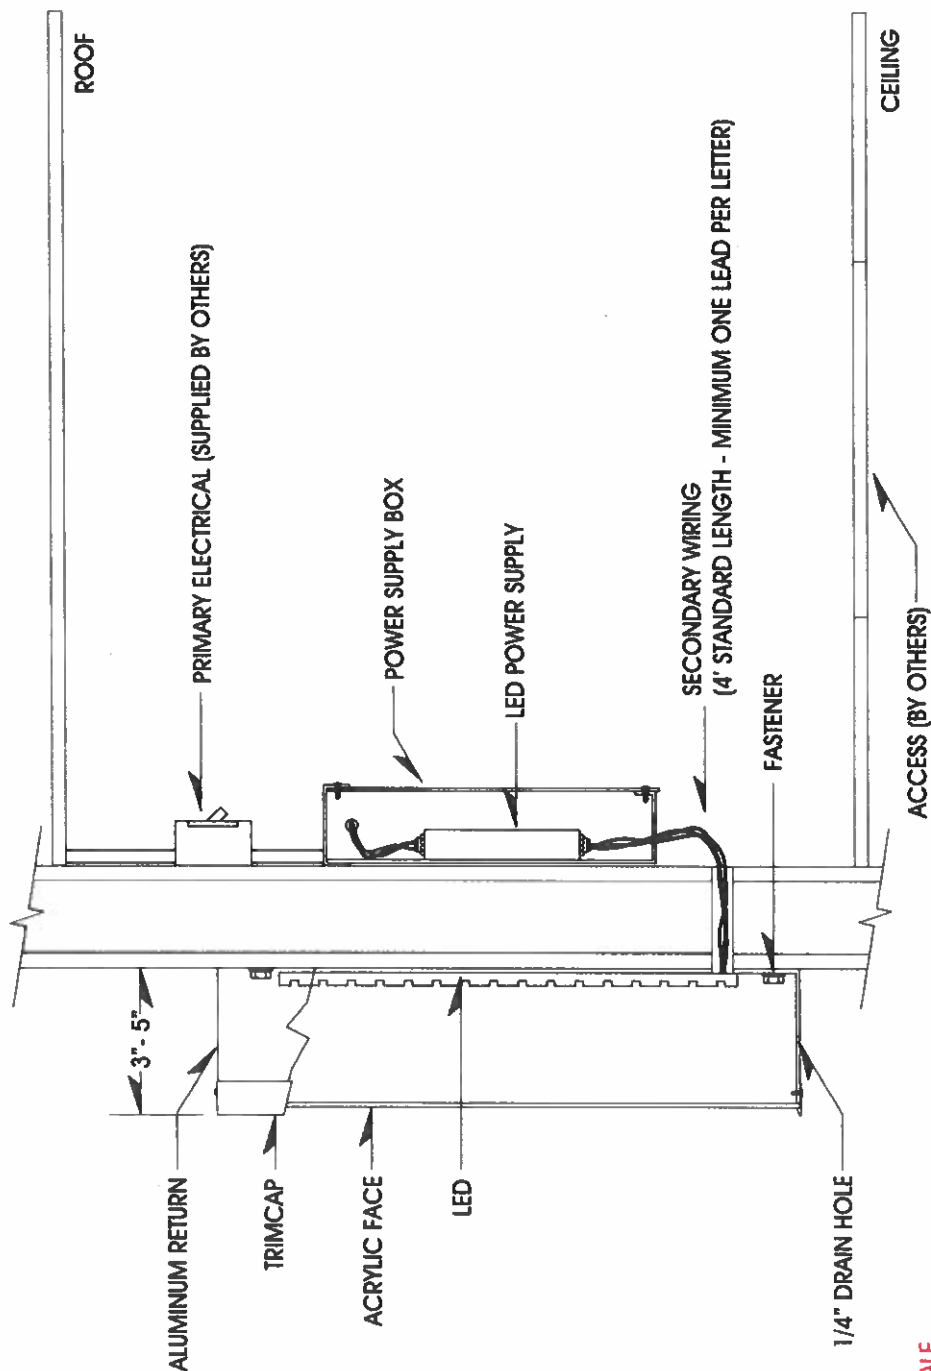 ROOF
PRIMARY ELECTRICAL (SUPPLIED BY OTHERS)
POWER SUPPLY BOX
LED POWER SUPPLY
SECONDARY WIRING
(4' STANDARD LENGTH - MINIMUM ONE LEAD PER LETTER)
FASTENER
CEILING
ACCESS (BY OTHERS)
3"- 5"
ALUMINUM RETURN
TRIMCAP
ACRYLIC FACE
LED
1/4" DRAIN HOLE